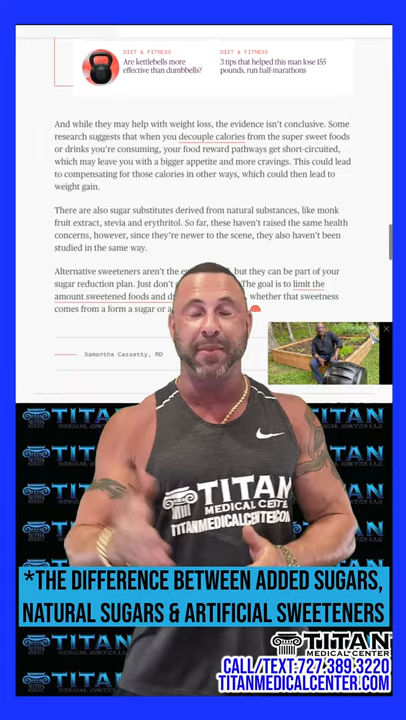 DIET & FITNESS
Are kettlebells more
effective than dumbbells?
DIET & FITNESS
3 tips that helped this man lose 155
pounds, run half-marathons
And while they may help with weight loss, the evidence isn't conclusive. Some
research suggests that when you decouple calories from the super sweet foods
or drinks you're consuming, your food reward pathways get short-circuited,
which may leave you with a bigger appetite and more cravings. This could lead
to compensating for those calories in other ways, which could then lead to
weight gain.
There are also sugar substitutes derived from natural substances, like monk
fruit extract, stevia and erythritol. So far, these haven't raised the same health
concerns, however, since they're newer to the scene, they also haven't been
studied in the same way.
Alternative sweeteners aren't the but they can be part of your
sugar reduction plan. Just don't The goal is to limit the
amount sweetened foods and whether that sweetness
comes from a form a sugar or
Samantha Cassetty, MD
TITAN
MEDICAL CENTER
TITANMEDICALCENTER.COM
*THE DIFFERENCE BETWEEN ADDED SUGARS,
NATURAL SUGARS & ARTIFICIAL SWEETENERS
TITAN
MEDICAL CENTER
CALL/TEXT:727.389.3220
TITANMEDICALCENTER.COM